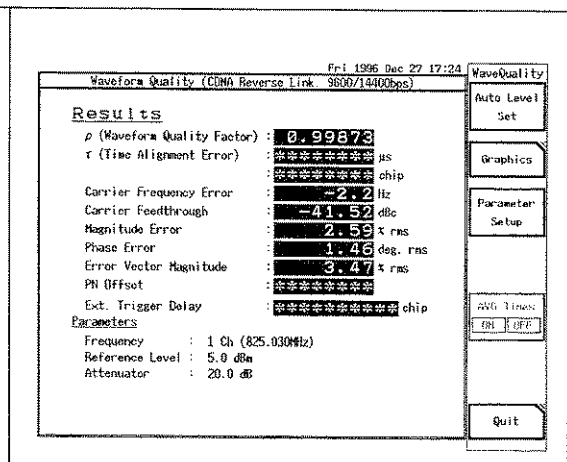 Fri 1996 Dec 27 17:24
Waveform Quality (CDMA Reverse Link. 9600/14400bps)
Results
ρ (Waveform Quality Factor) : 0.99873
τ (Time Alignment Error) : ******** μs
: ******** chip
Carrier Frequency Error : -2.2 Hz
Carrier Feedthrough : -41.52 dBc
Magnitude Error : 2.59 % rms
Phase Error : 1.46 deg. rms
Error Vector Magnitude : 3.47 % rms
PN Offset : ********
Ext. Trigger Delay : ********** chip
Parameters
Frequency : 1 Ch (825.030MHz)
Reference Level : 5.0 dBm
Attenuator : 20.0 dB
WaveQuality
Auto Level
Set
Graphics
Parameter
Setup
AVG Times
ON OFF
Quit